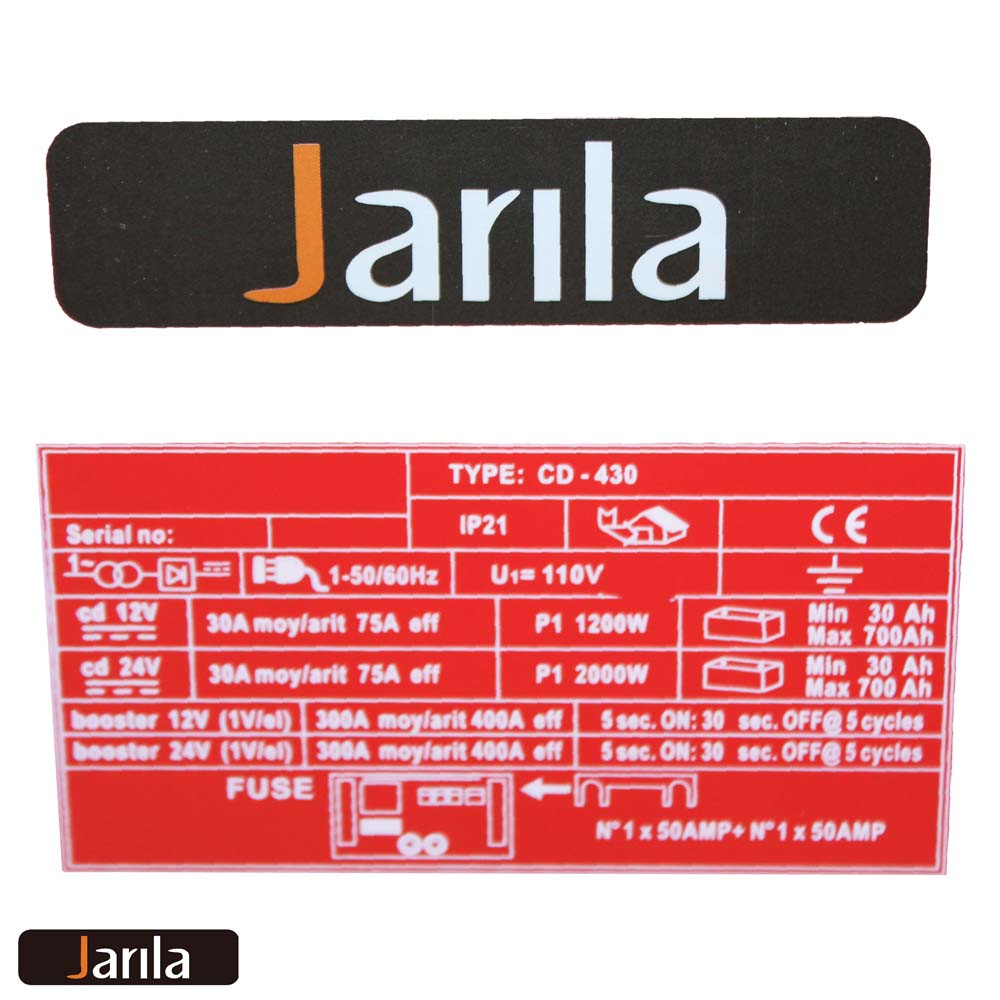 Jarıla
TYPE: CD - 430
Serial no:
IP21
CE
1~
1-50/60Hz
U1= 110V
cd 12V
30A moy/arit 75A eff
P1 1200W
Min 30 Ah
Max 700Ah
cd 24V
30A moy/arit 75A eff
P1 2000W
Min 30 Ah
Max 700 Ah
booster 12V (1V/el)
300A moy/arit 400A eff
5 sec. ON: 30 sec. OFF@ 5 cycles
booster 24V (1V/el)
300A moy/arit 400A eff
5 sec. ON: 30 sec. OFF@ 5 cycles
FUSE
N° 1 x 50AMP+ N° 1 x 50AMP
Jarıla